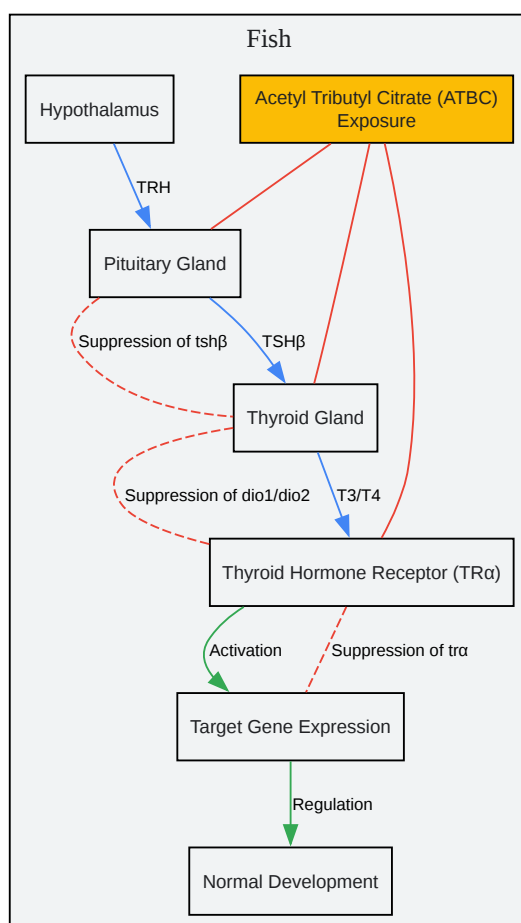 Fish
Hypothalamus
Acetyl Tributyl Citrate (ATBC)
Exposure
TRH
Pituitary Gland
Suppression of tshβ
TSHβ
Thyroid Gland
Suppression of dio1/dio2
T3/T4
Thyroid Hormone Receptor (TRα)
Activation
Suppression of trα
Target Gene Expression
Regulation
Normal Development